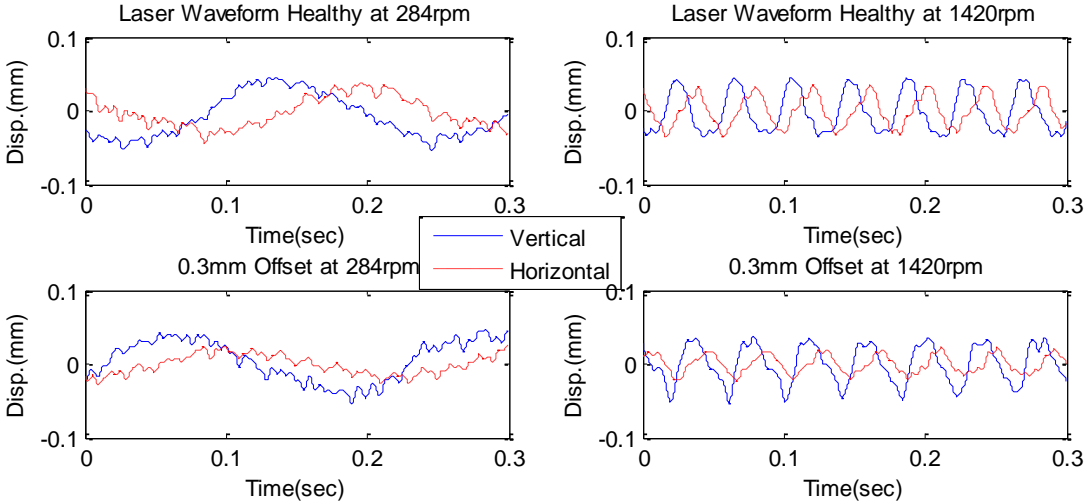 Laser Waveform Healthy at 284rpm
0.1
0
-0.1
Disp.(mm)
0
0.1
0.2
0.3
Time(sec)
Laser Waveform Healthy at 1420rpm
0.1
0
-0.1
Disp.(mm)
0
0.1
0.2
0.3
Time(sec)
Vertical
Horizontal
0.3mm Offset at 284rpm
0.1
0
-0.1
Disp.(mm)
0
0.1
0.2
0.3
Time(sec)
0.3mm Offset at 1420rpm
0.1
0
-0.1
Disp.(mm)
0
0.1
0.2
0.3
Time(sec)